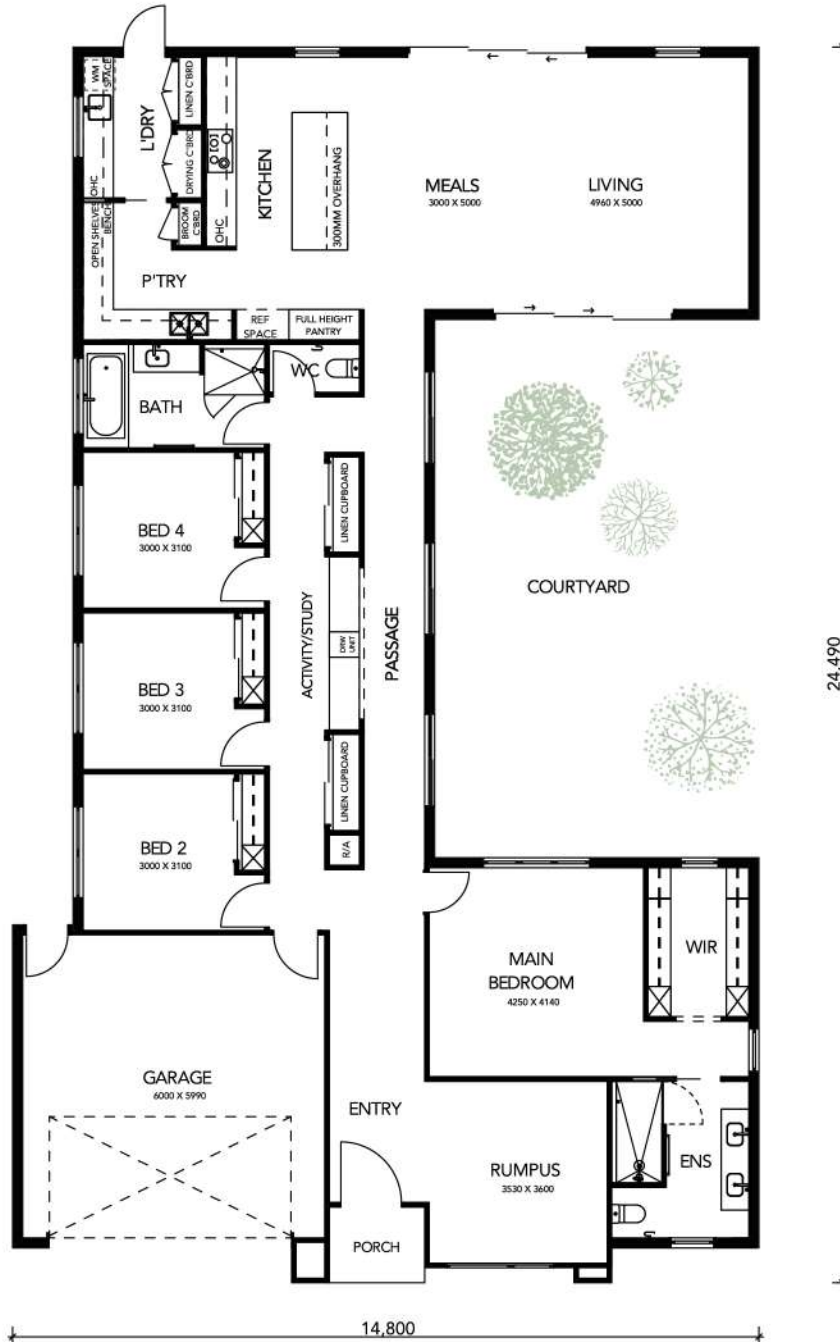 WM
SPACE
LINEN C'BRD
L'DRY
DRYING C'BRD
OHC
BROOM
C'BRD
OHC
KITCHEN
300MM OVERHANG
MEALS
3000 X 5000
LIVING
4960 X 5000
OPEN SHELVES
BENCH
P'TRY
REF
SPACE
FULL HEIGHT
PANTRY
WC
BATH
LINEN CUPBOARD
BED 4
3000 X 3100
COURTYARD
ACTIVITY/STUDY
DRW
UNIT
PASSAGE
24,490
BED 3
3000 X 3100
LINEN CUPBOARD
BED 2
3000 X 3100
R/A
MAIN
BEDROOM
4250 X 4140
WIR
GARAGE
6000 X 5990
ENTRY
RUMPUS
3530 X 3600
ENS
PORCH
14,800